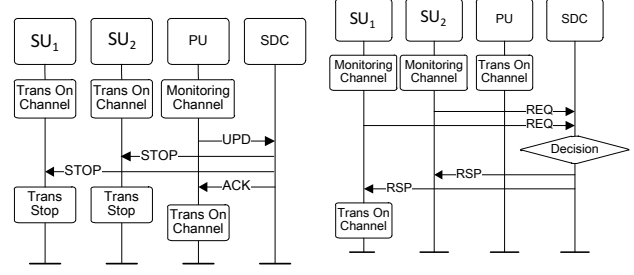 SU1 SU2 PU SDC
Trans On Channel Trans On Channel Monitoring Channel
UPD
STOP
STOP
ACK
Trans Stop Trans Stop
Trans On Channel
SU1 SU2 PU SDC
Monitoring Channel Monitoring Channel Trans On Channel
REQ
REQ
Decision
RSP
RSP
Trans On Channel